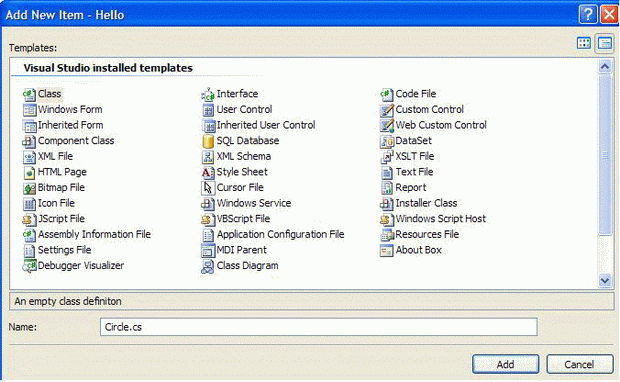 Add New Item - Hello
Templates:
Visual Studio installed templates
Class Interface Code File
Windows Form User Control Custom Control
Inherited Form Inherited User Control Web Custom Control
Component Class SQL Database DataSet
XML File XML Schema XSLT File
HTML Page Style Sheet Text File
Bitmap File Cursor File Report
Icon File Windows Service Installer Class
JScript File VBScript File Windows Script Host
Assembly Information File Application Configuration File Resources File
Settings File MDI Parent About Box
Debugger Visualizer Class Diagram
An empty class definiton
Name: Circle.cs
Add Cancel